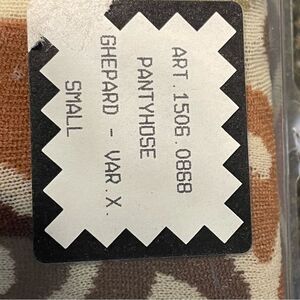 ART.1506.0868
PANTYHOSE
GHEPARD - VAR.X.
SMALL